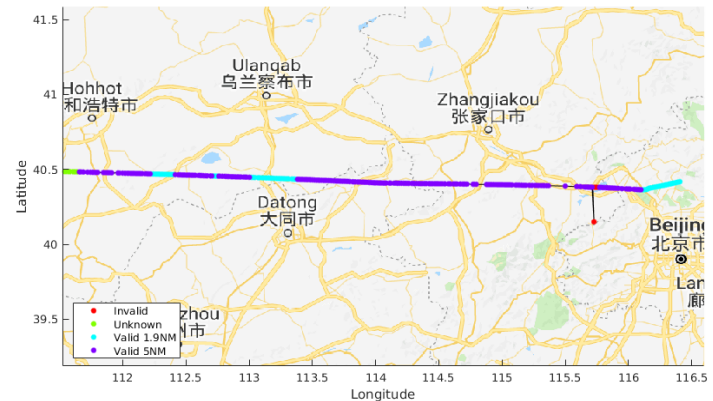 41.5
41
40.5
40
39.5
Latitude
Hohhot
和浩特市
Ulanqab
乌兰察布市
Zhangjiakou
张家口市
Datong
大同市
Beijing
北京市
Lan
廊
zhou
州市
Invalid
Unknown
Valid 1.9NM
Valid 5NM
112
112.5
113
113.5
114
114.5
115
115.5
116
116.5
Longitude